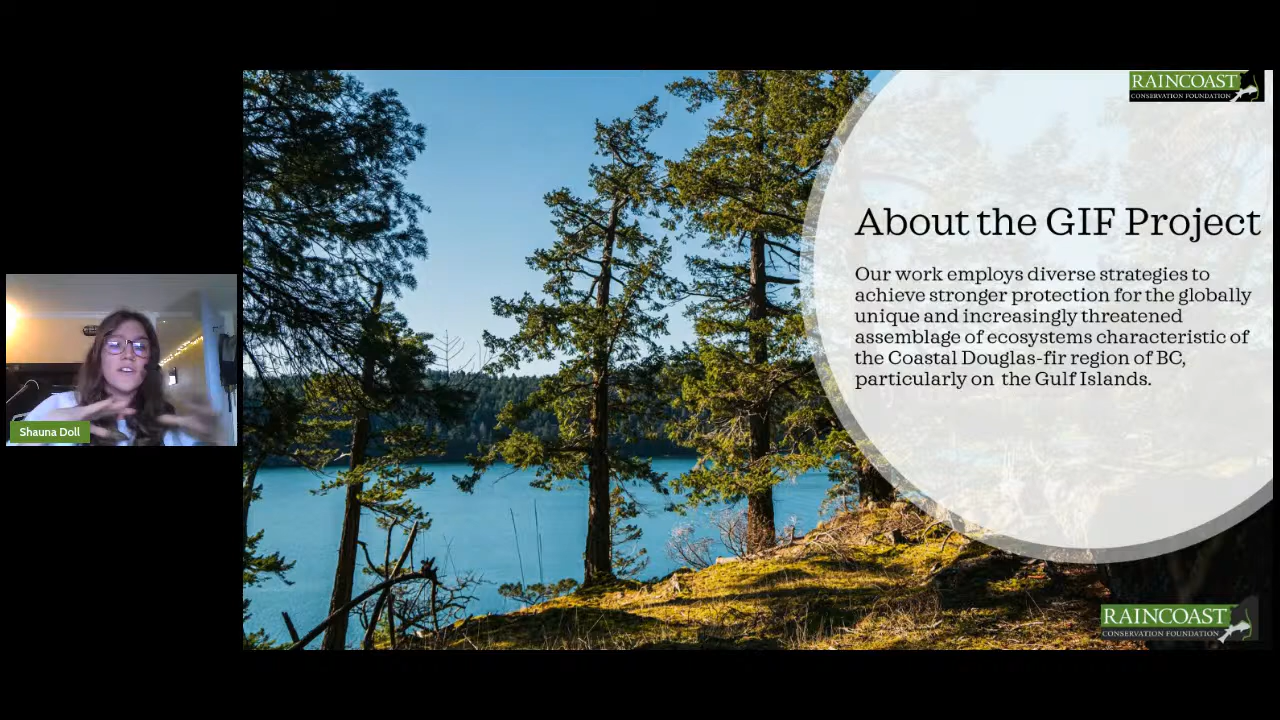 RAINCOAST
CONSERVATION FOUNDATION
About the GIF Project
Our work employs diverse strategies to
achieve stronger protection for the globally
unique and increasingly threatened
assemblage of ecosystems characteristic of
the Coastal Douglas-fir region of BC,
particularly on the Gulf Islands.
Shauna Doll
RAINCOAST
CONSERVATION FOUNDATION